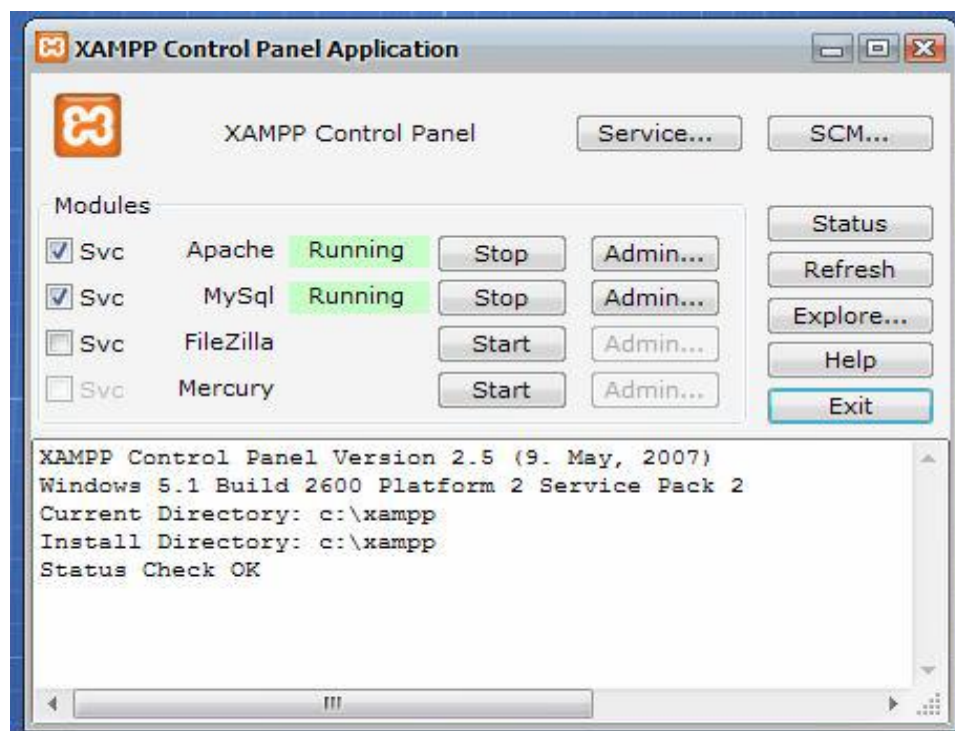 XAMPP Control Panel Application
XAMPP Control Panel Service... SCM...
Modules
Status
Svc Apache Running Stop Admin...
Refresh
Svc MySql Running Stop Admin...
Explore...
Svc FileZilla Start Admin...
Help
Svc Mercury Start Admin...
Exit
XAMPP Control Panel Version 2.5 (9. May, 2007)
Windows 5.1 Build 2600 Platform 2 Service Pack 2
Current Directory: c:\xampp
Install Directory: c:\xampp
Status Check OK